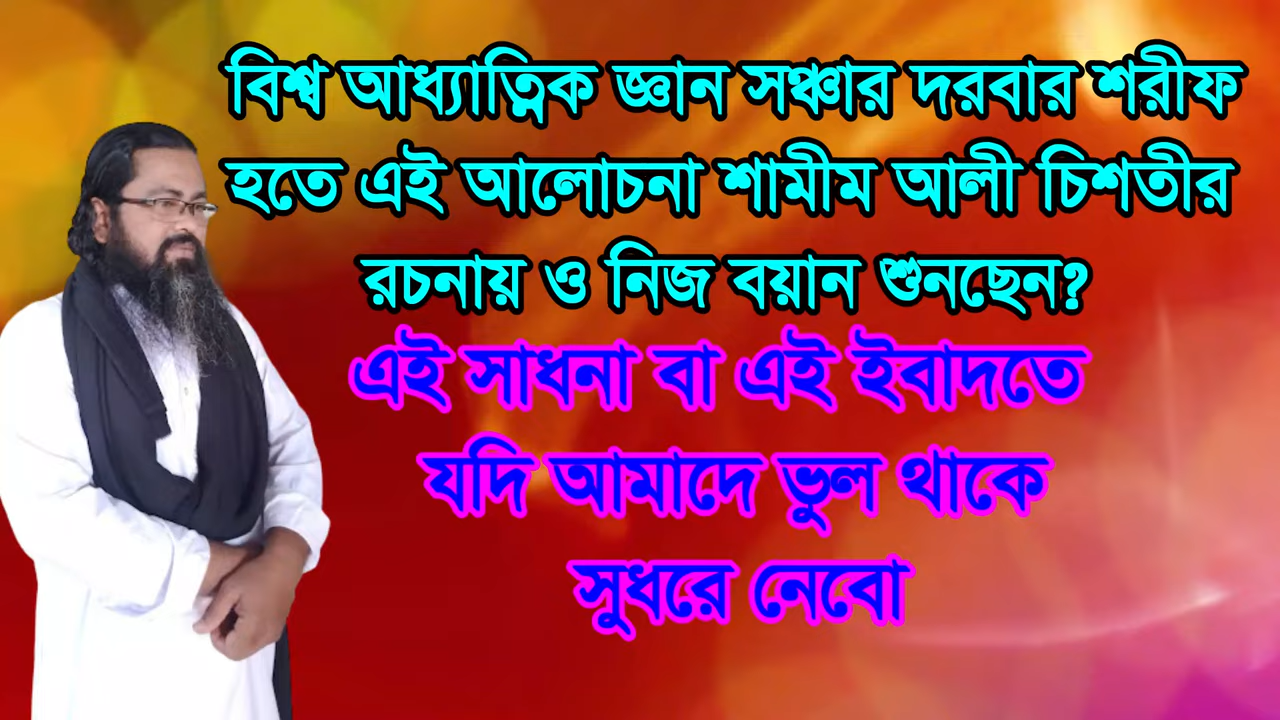 বিশ্ব আধ্যাত্নিক জ্ঞান সঞ্চার দরবার শরীফ
হতে এই আলোচনা শামীম আলী চিশতীর
রচনায় ও নিজ বয়ান শুনছেন?
এই সাধনা বা এই ইবাদতে
যদি আমাদে ভুল থাকে
সুধরে নেবো